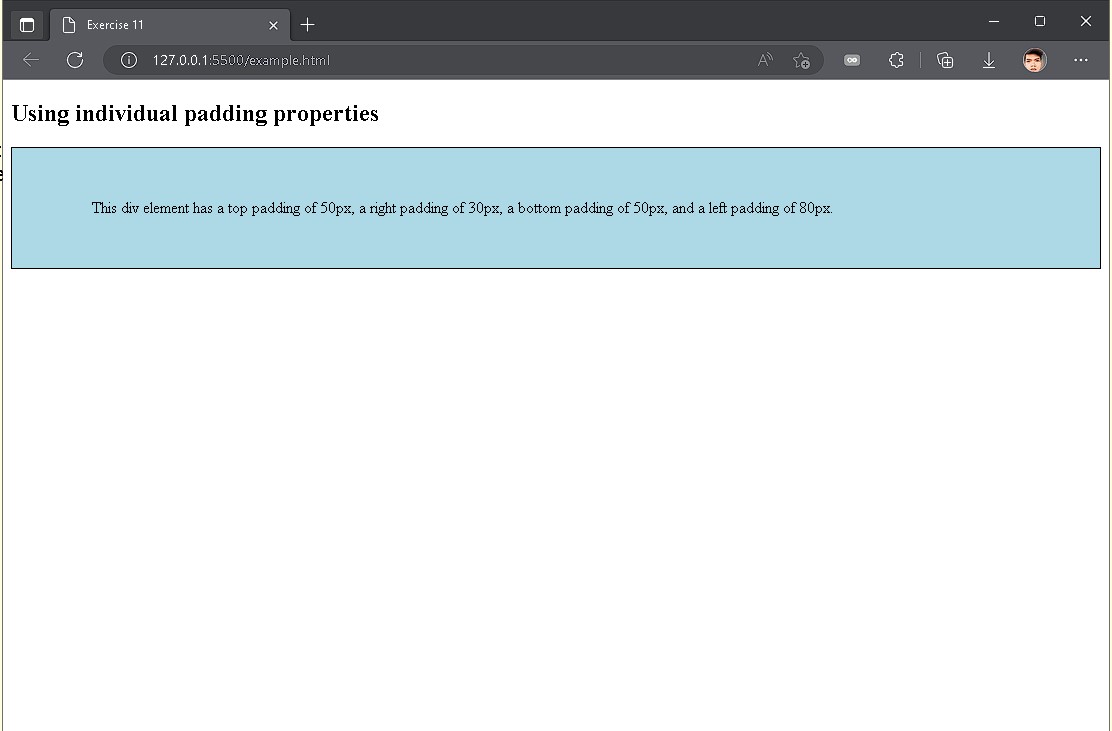 Exercise 11
127.0.0.1:5500/example.html
Using individual padding properties
This div element has a top padding of 50px, a right padding of 30px, a bottom padding of 50px, and a left padding of 80px.